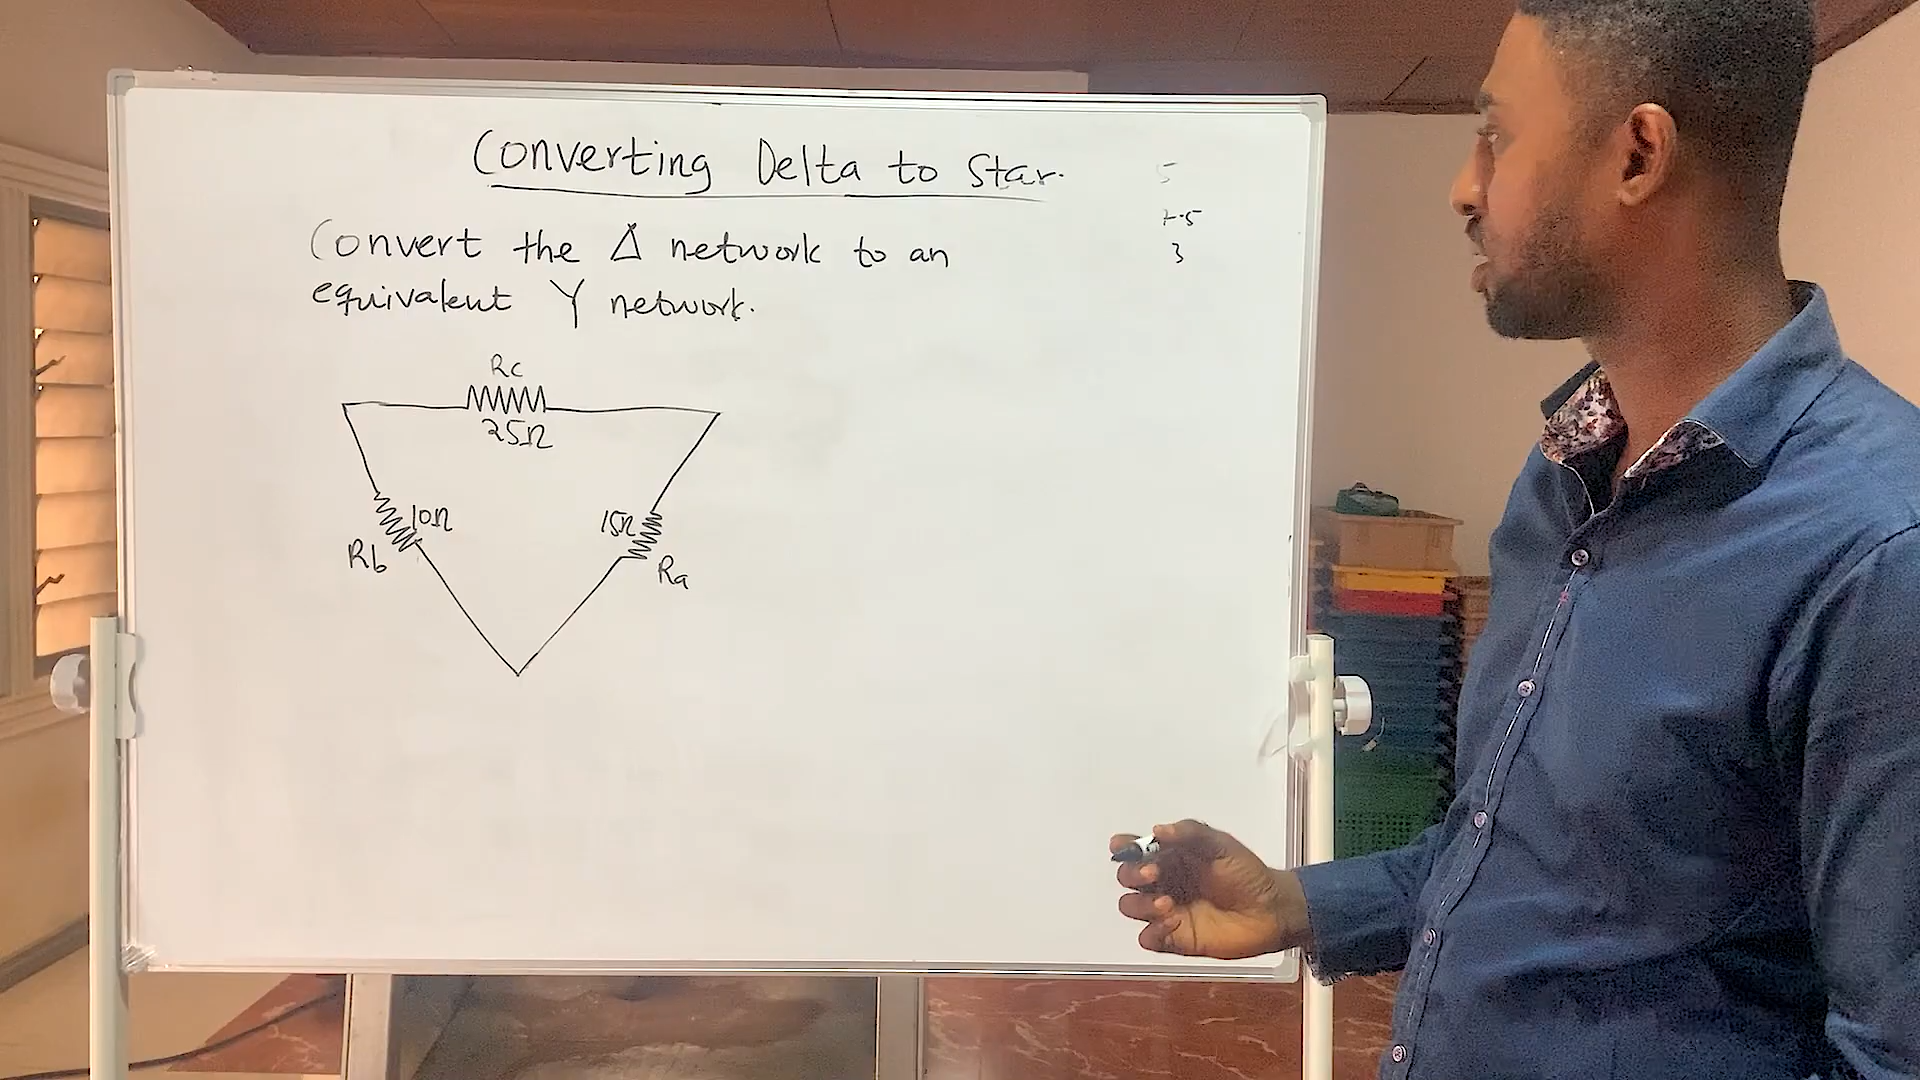 Converting Delta to Star.
5
7.5
3
Convert the Δ network to an
equivalent Y network.
Rc
25Ω
10Ω
15Ω
Rb
Ra